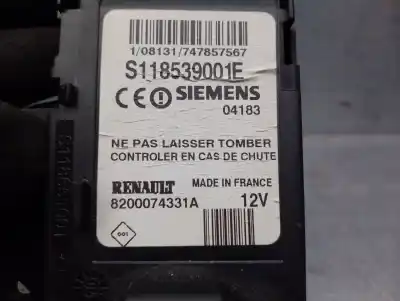 1/08131/747857567
S118539001E
CE SIEMENS
04183
NE PAS LAISSER TOMBER
CONTROLER EN CAS DE CHUTE
RENAULT MADE IN FRANCE
8200074331A 12V
001